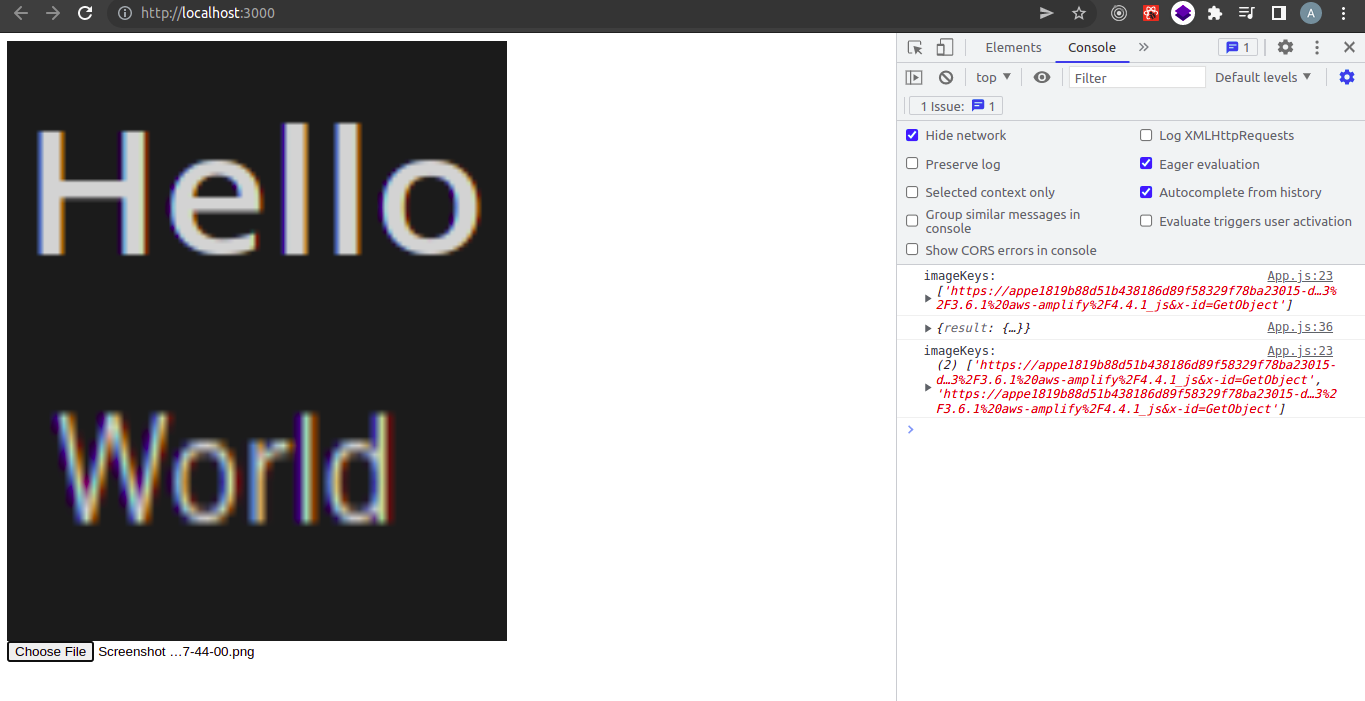 http://localhost:3000
A
Hello
World
Choose File Screenshot …7-44-00.png
Elements Console » 1
top ▼ Filter Default levels ▼
1 Issue: 1
Hide network
Log XMLHttpRequests
Preserve log
Eager evaluation
Selected context only
Autocomplete from history
Group similar messages in
console
Evaluate triggers user activation
Show CORS errors in console
imageKeys: App.js:23
['https://appe1819b88d51b438186d89f58329f78ba23015-d…3%
2F3.6.1%20aws-amplify%2F4.4.1_js&x-id=GetObject']
{result: {…}} App.js:36
imageKeys: App.js:23
(2) ['https://appe1819b88d51b438186d89f58329f78ba23015-
d…3%2F3.6.1%20aws-amplify%2F4.4.1_js&x-id=GetObject',
'https://appe1819b88d51b438186d89f58329f78ba23015-d…3%2
F3.6.1%20aws-amplify%2F4.4.1_js&x-id=GetObject']